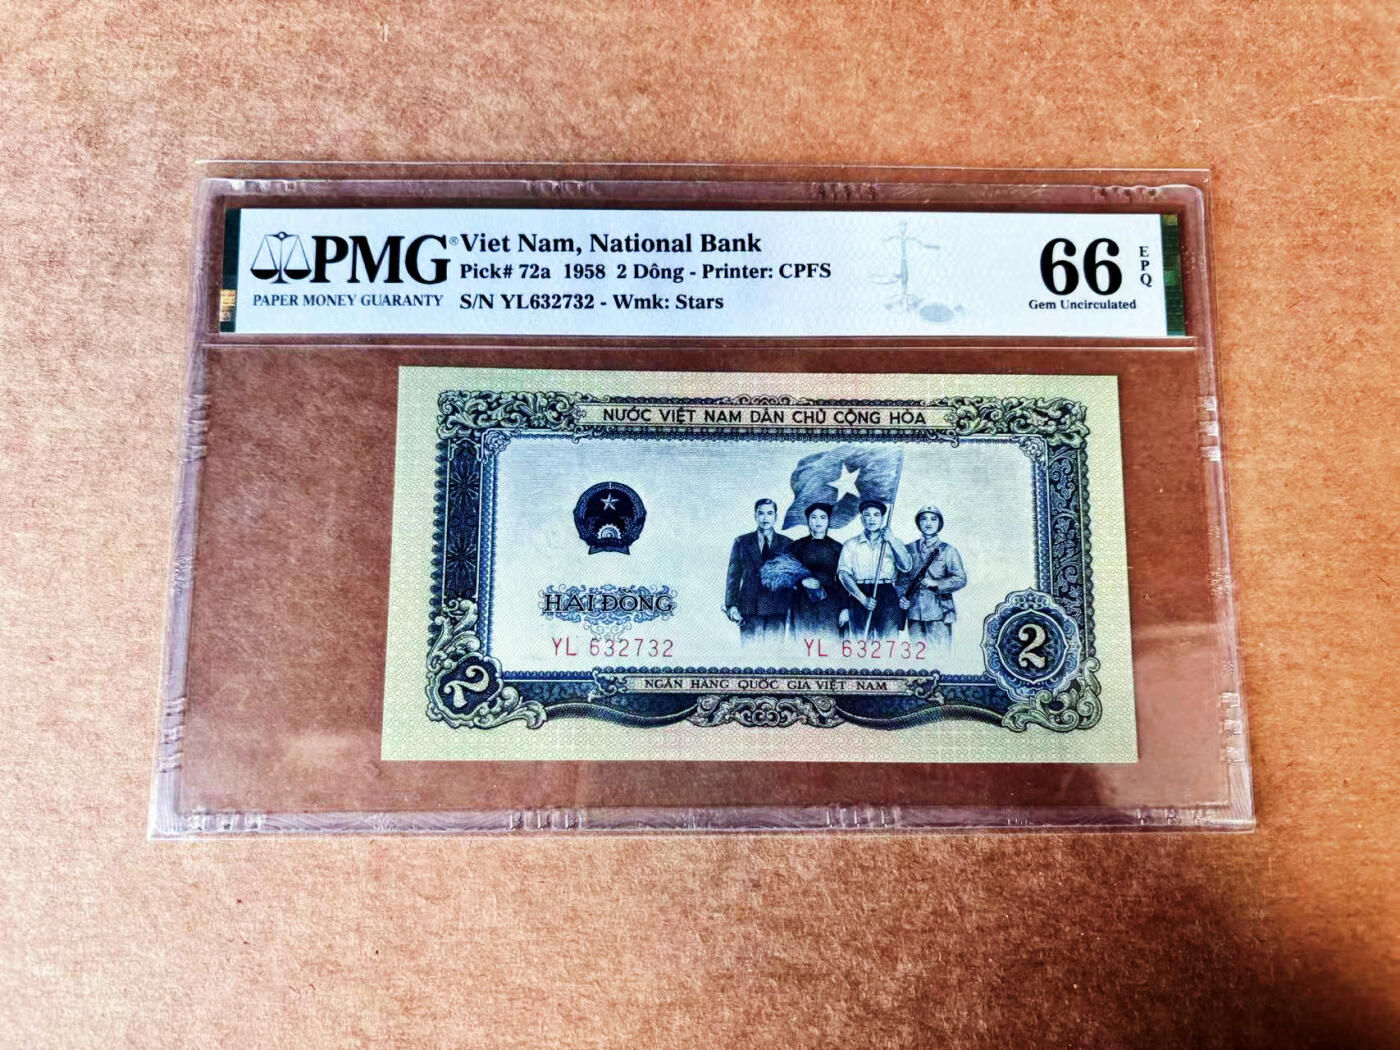 PMG®
PAPER MONEY GUARANTY
Viet Nam, National Bank
Pick# 72a 1958 2 Dông - Printer: CPFS
S/N YL632732 - Wmk: Stars
66
Gem Uncirculated
EPQ
NƯỚC VIỆT NAM DÂN CHỦ CỘNG HÒA
HAI ĐỒNG
YL 632732
YL 632732
2
2
NGÂN HÀNG QUỐC GIA VIỆT NAM